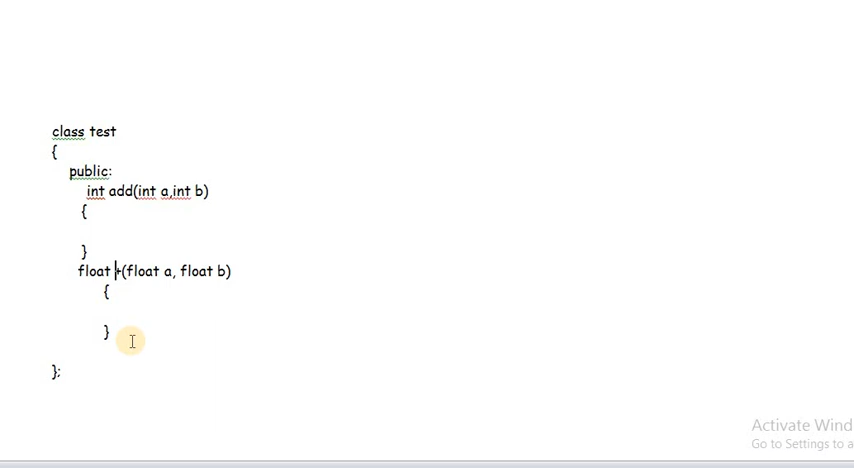 class test
{
public:
int add(int a,int b)
{
}
float +(float a, float b)
{
}
};
Activate Wind
Go to Settings to a